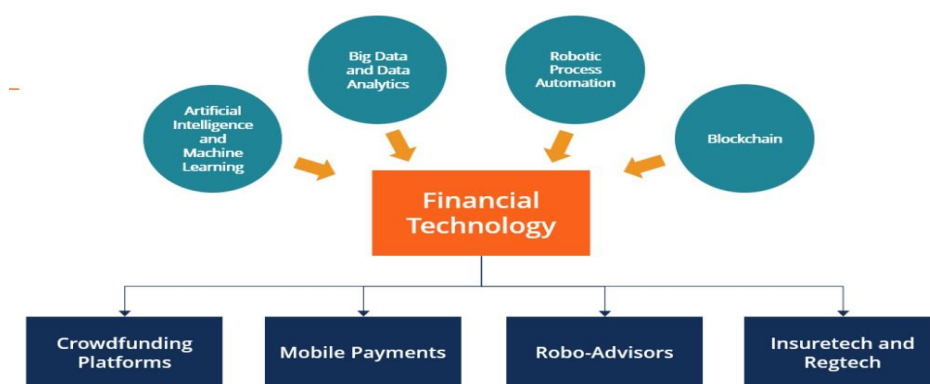 Big Data
and Data
Analytics
Robotic
Process
Automation
Artificial
Intelligence
and
Machine
Learning
Blockchain
Financial
Technology
Crowdfunding
Platforms
Mobile Payments
Robo-Advisors
Insuretech and
Regtech